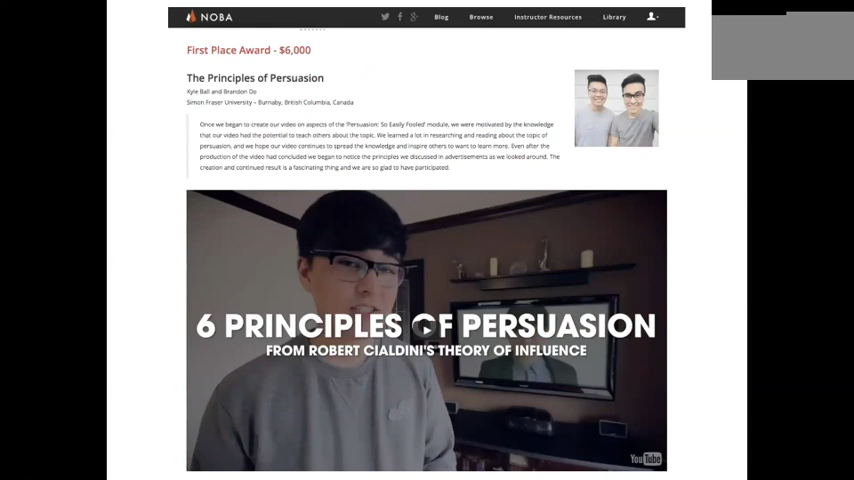 NOBA
Blog Browse Instructor Resources Library
First Place Award - $6,000
The Principles of Persuasion
Kyle Ball and Brandon Do
Simon Fraser University – Burnaby, British Columbia, Canada
Once we began to create our video on aspects of the 'Persuasion: So Easily Fooled' module, we were motivated by the knowledge
that our video had the potential to teach others about the topic. We learned a lot in researching and reading about the topic of
persuasion, and we hope our video continues to spread the knowledge and inspire others to want to learn more. Even after the
production of the video had concluded we began to notice the principles we discussed in advertisements as we looked around. The
creation and continued result is a fascinating thing and we are so glad to have participated.
6 PRINCIPLES OF PERSUASION
FROM ROBERT CIALDINI'S THEORY OF INFLUENCE
YouTube